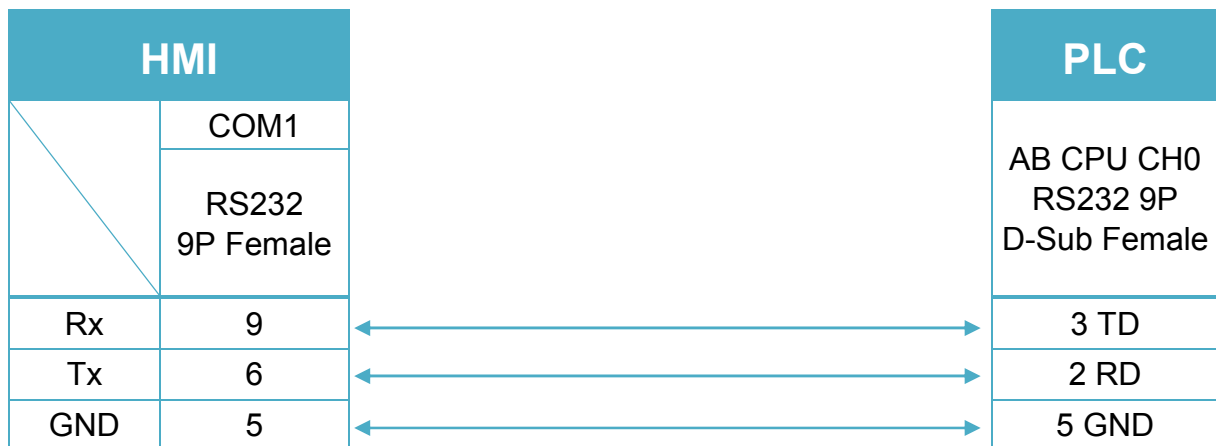 HMI
PLC
COM1
RS232
9P Female
AB CPU CH0
RS232 9P
D-Sub Female
Rx 9 3 TD
Tx 6 2 RD
GND 5 5 GND